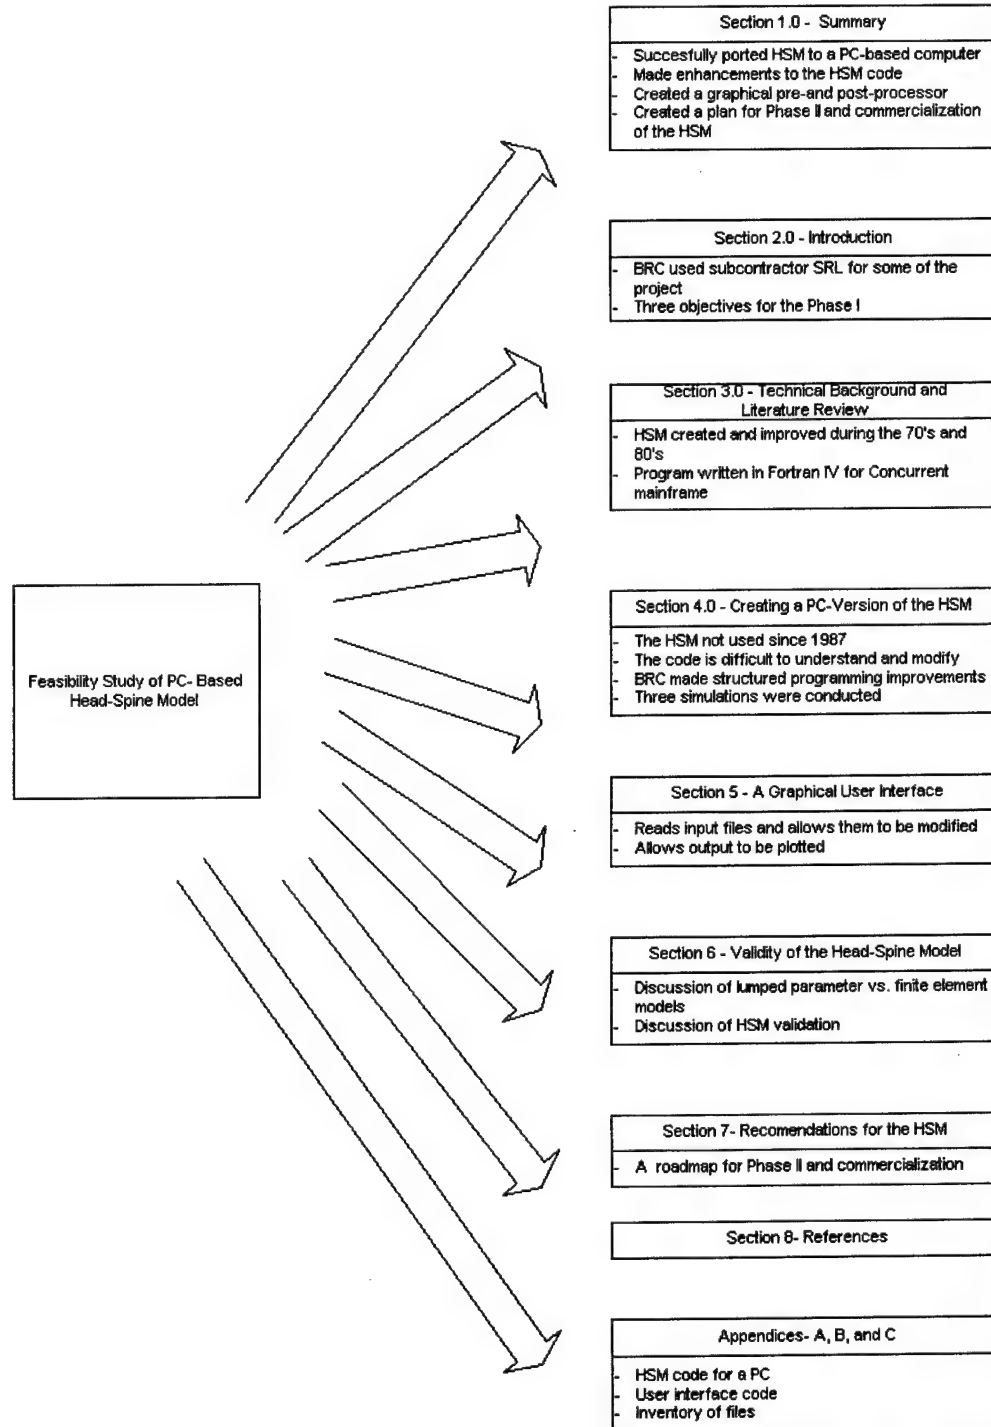 Section 1.0 - Summary
- Succesfully ported HSM to a PC-based computer
- Made enhancements to the HSM code
- Created a graphical pre-and post-processor
- Created a plan for Phase II and commercialization
of the HSM
Section 2.0 - Introduction
- BRC used subcontractor SRL for some of the
project
- Three objectives for the Phase I
Section 3.0 - Technical Background and
Literature Review
- HSM created and improved during the 70's and
80's
- Program written in Fortran IV for Concurrent
mainframe
Feasibility Study of PC- Based
Head-Spine Model
Section 4.0 - Creating a PC-Version of the HSM
- The HSM not used since 1987
- The code is difficult to understand and modify
- BRC made structured programming improvements
- Three simulations were conducted
Section 5 - A Graphical User Interface
- Reads input files and allows them to be modified
- Allows output to be plotted
Section 6 - Validity of the Head-Spine Model
- Discussion of lumped parameter vs. finite element
models
- Discussion of HSM validation
Section 7- Recomendations for the HSM
- A roadmap for Phase II and commercialization
Section 8- References
Appendices- A, B, and C
- HSM code for a PC
- User interface code
- Inventory of files